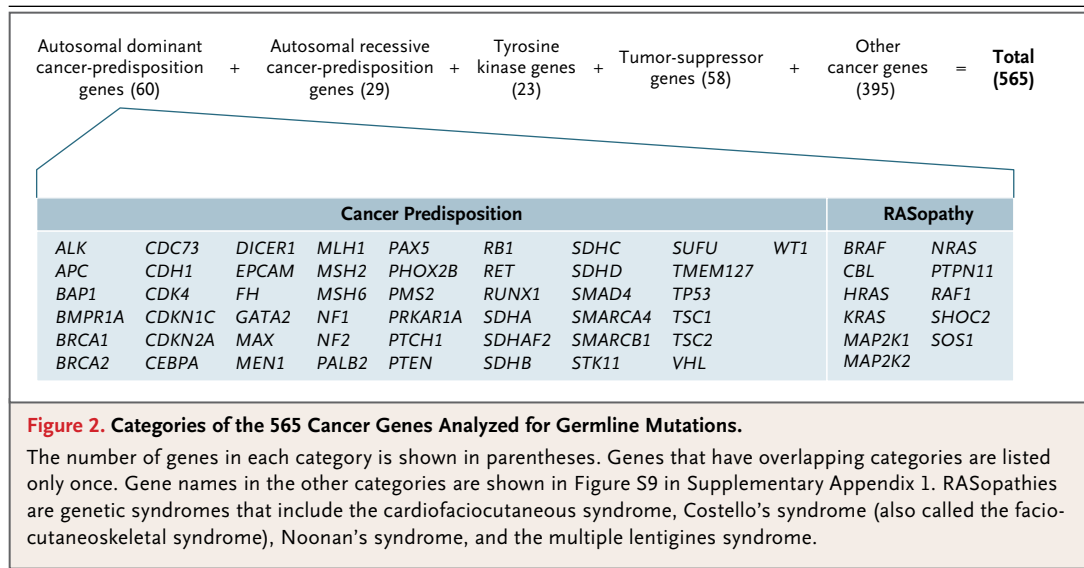 Autosomal dominant cancer-predisposition genes (60) + Autosomal recessive cancer-predisposition genes (29) + Tyrosine kinase genes (23) + Tumor-suppressor genes (58) + Other cancer genes (395) = Total (565)
Cancer Predisposition RASopathy
ALK CDC73 DICER1 MLH1 PAX5 RB1 SDHC SUFU WT1 BRAF NRAS
APC CDH1 EPCAM MSH2 PHOX2B RET SDHD TMEM127 CBL PTPN11
BAP1 CDK4 FH MSH6 PMS2 RUNX1 SMAD4 TP53 HRAS RAF1
BMPR1A CDKN1C GATA2 NF1 PRKAR1A SDHA SMARCA4 TSC1 KRAS SHOC2
BRCA1 CDKN2A MAX NF2 PTCH1 SDHAF2 SMARCB1 TSC2 MAP2K1 SOS1
BRCA2 CEBPA MEN1 PALB2 PTEN SDHB STK11 VHL MAP2K2
Figure 2. Categories of the 565 Cancer Genes Analyzed for Germline Mutations.
The number of genes in each category is shown in parentheses. Genes that have overlapping categories are listed
only once. Gene names in the other categories are shown in Figure S9 in Supplementary Appendix 1. RASopathies
are genetic syndromes that include the cardiofaciocutaneous syndrome, Costello's syndrome (also called the facio-
cutaneoskeletal syndrome), Noonan's syndrome, and the multiple lentigines syndrome.